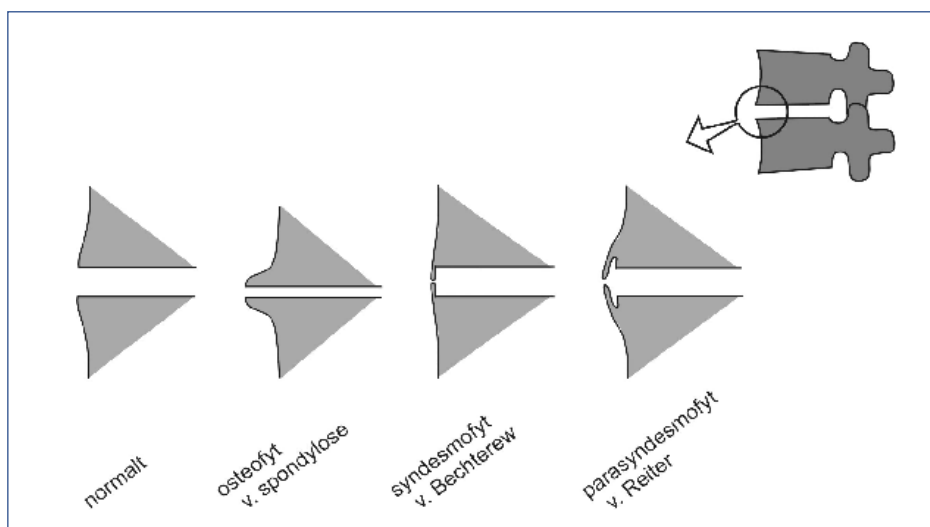 normalt
osteofyt
v. spondylose
syndesmofyt
v. Bechterew
parasyndesmofyt
v. Reiter